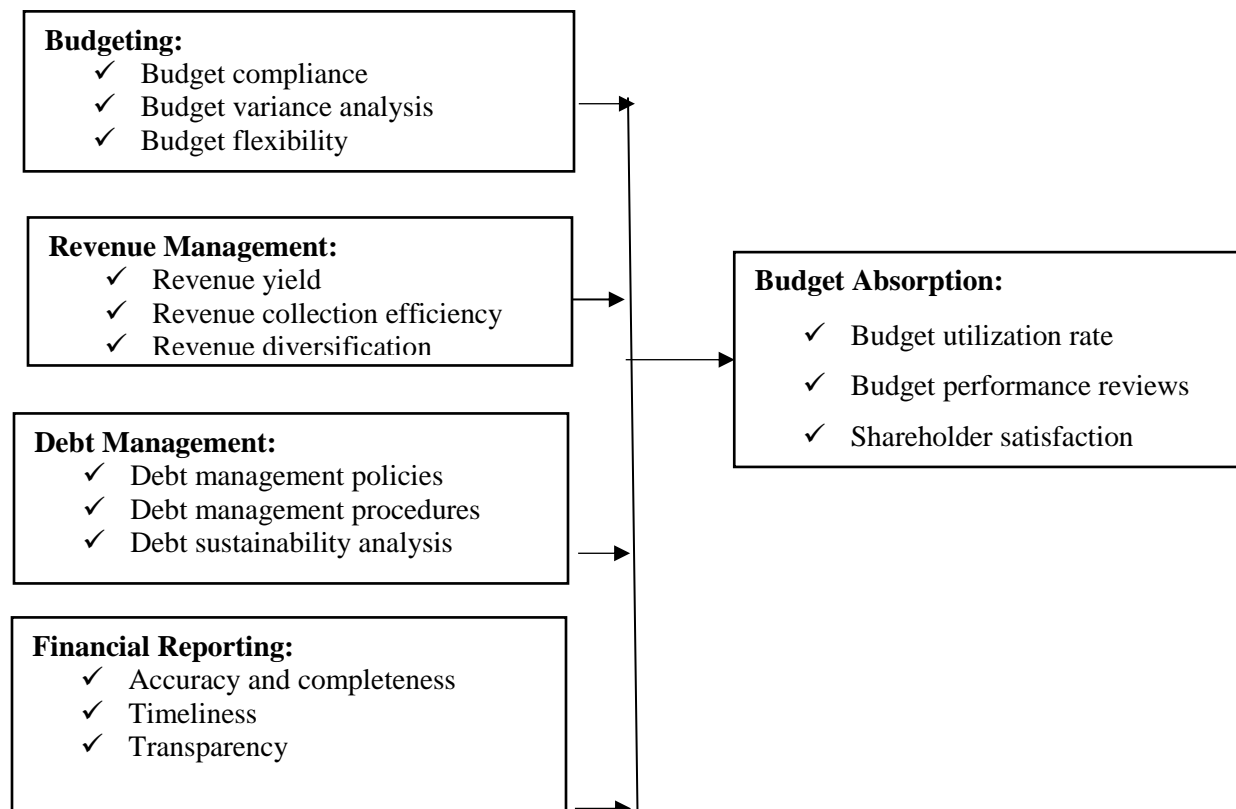 Budgeting:
✓ Budget compliance
✓ Budget variance analysis
✓ Budget flexibility
Revenue Management:
✓ Revenue yield
✓ Revenue collection efficiency
✓ Revenue diversification
Debt Management:
✓ Debt management policies
✓ Debt management procedures
✓ Debt sustainability analysis
Financial Reporting:
✓ Accuracy and completeness
✓ Timeliness
✓ Transparency
Budget Absorption:
✓ Budget utilization rate
✓ Budget performance reviews
✓ Shareholder satisfaction